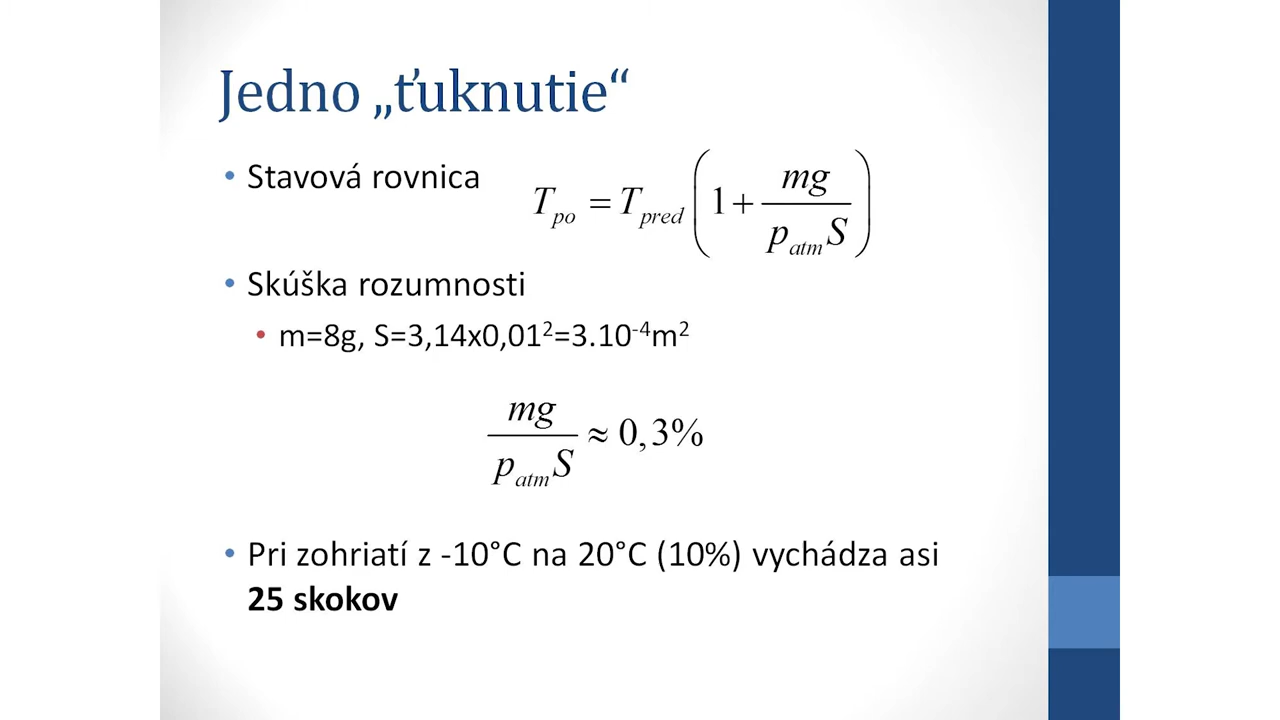 Jedno „ťuknutie“
• Stavová rovnica
T_po = T_pred (1 + mg / (p_atm S))
• Skúška rozumnosti
• m=8g, S=3,14x0,01²=3.10⁻⁴m²
mg / (p_atm S) ≈ 0,3%
• Pri zohriatí z -10°C na 20°C (10%) vychádza asi
25 skokov